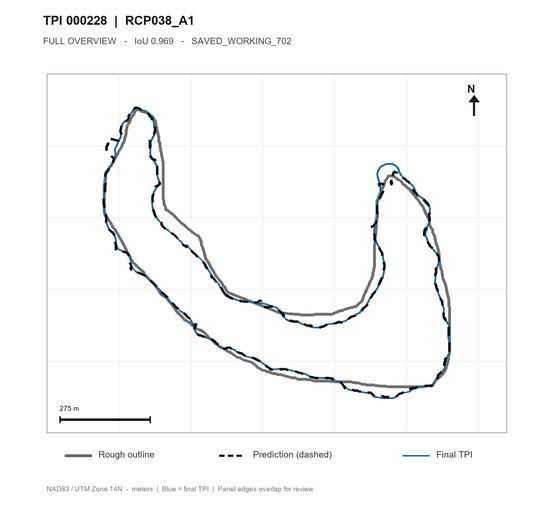 TPI 000228 | RCP038_A1
FULL OVERVIEW - IoU 0.969 - SAVED_WORKING_702
N
275 m
Rough outline
Prediction (dashed)
Final TPI
NAD83 / UTM Zone 14N - meters | Blue = final TPI | Panel edges overlap for review